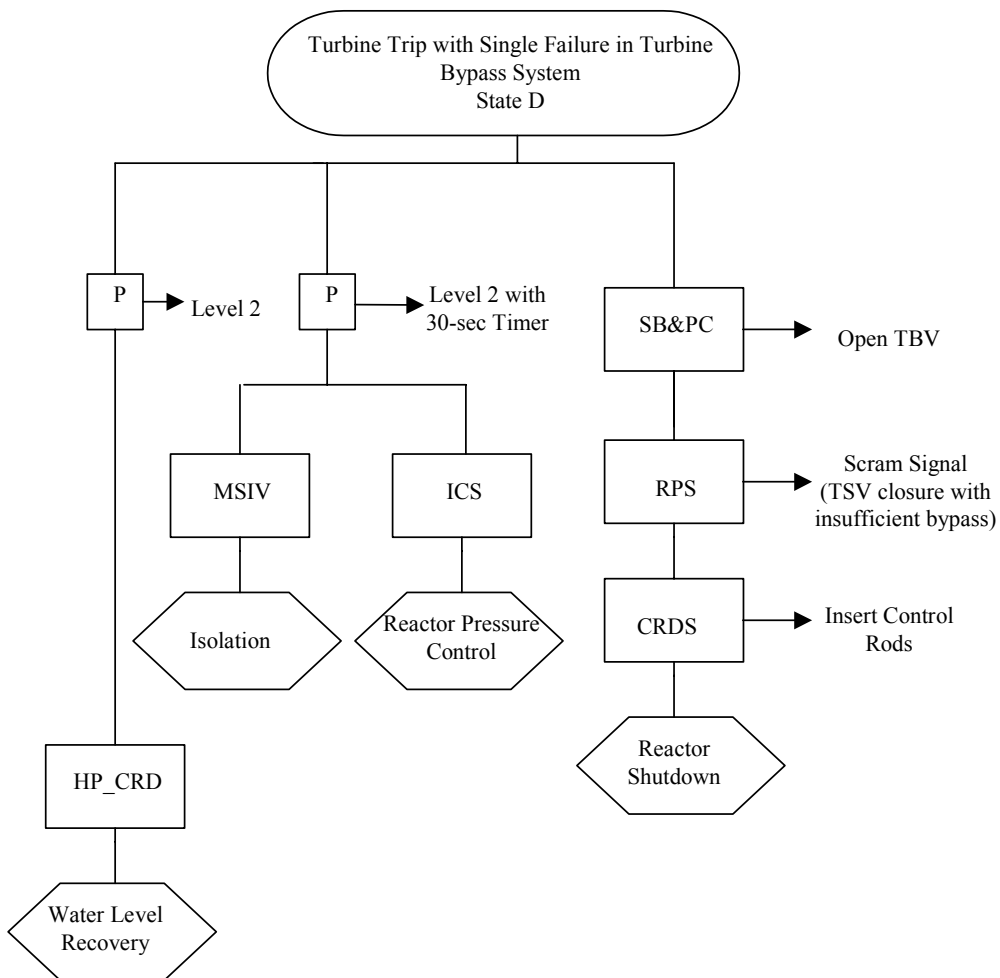 Turbine Trip with Single Failure in Turbine
Bypass System
State D
P
Level 2
P
Level 2 with
30-sec Timer
SB&PC
Open TBV
MSIV
ICS
RPS
Scram Signal
(TSV closure with
insufficient bypass)
Isolation
Reactor Pressure
Control
CRDS
Insert Control
Rods
HP_CRD
Reactor
Shutdown
Water Level
Recovery